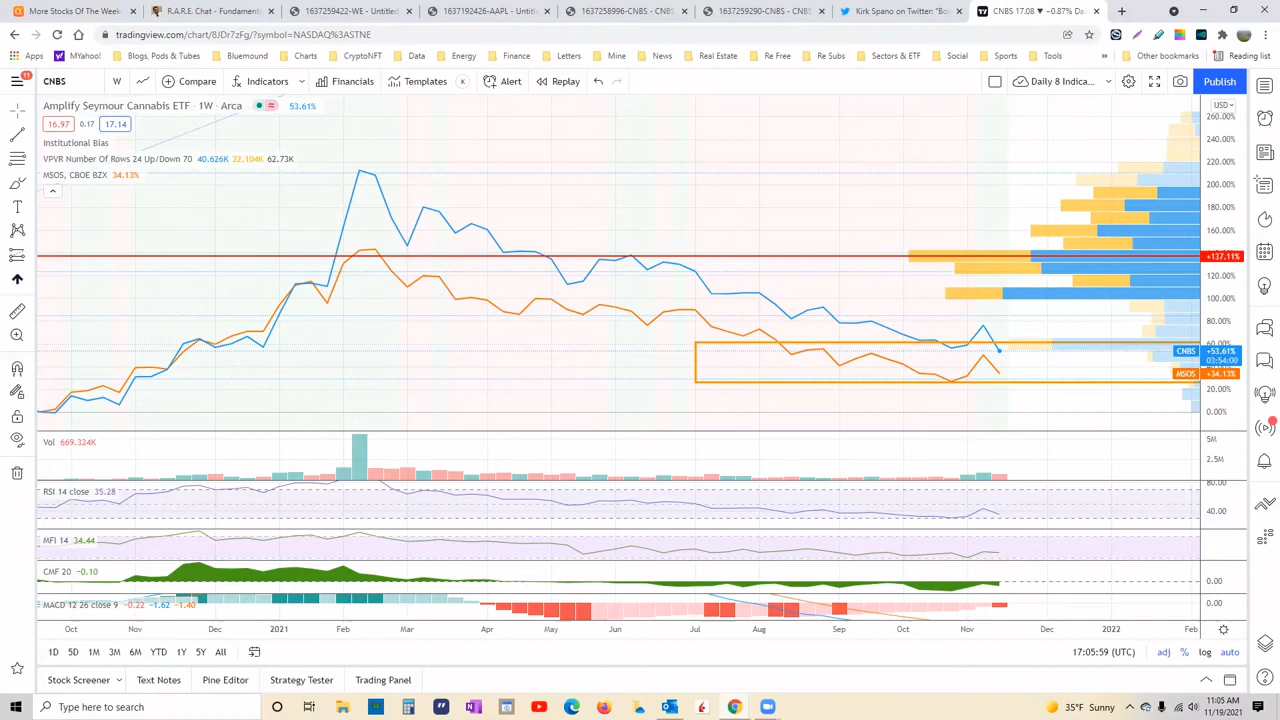 More Stocks Of The Week
R.A.R.E. Chat - Fundamenta
1637259422-WE - Untitled
1637192426-AAPL - Untitle
1637258996-CNBS -
1637259290-CNBS -
Kirk Spano on Twitter: "Bo
CNBS 17.08 ▼ −0.87% Da
tradingview.com/chart/8JDr7zFg/?symbol=NASDAQ%3ASTNE
Apps
MYahoo!
Blogs, Pods & Tubes
Bluemound
Charts
CryptoNFT
Data
Energy
Finance
Letters
Mine
News
Real Estate
Re Subs
Sectors & ETF
Social
Sports
Tools
»
Other bookmarks
Reading list
11
CNBS
W
Compare
Indicators
Financials
Templates
K
Alert
Replay
Daily 8 Indica...
Publish
Amplify Seymour Cannabis ETF · 1W · Arca
53.61%
16.97
0.17
17.14
Institutional Bias
VPVR Number Of Rows 24 Up/Down 70 40.626K 22.104K 62.73K
MSOS, CBOE BZX 34.13%
USD
260.00%
240.00%
220.00%
200.00%
180.00%
160.00%
+137.11%
120.00%
100.00%
80.00%
60.00%
CNBS +53.61%
03:54:00
MSOS +34.13%
20.00%
0.00%
Vol 669.324K
5M
2.5M
RSI 14 close 35.28
80.00
40.00
MFI 14 34.44
CMF 20 −0.10
0.00
MACD 12 26 close 9 −0.22 −1.62 −1.40
0.00
Oct
Nov
Dec
2021
Feb
Mar
Apr
May
Jun
Jul
Aug
Sep
Oct
Nov
Dec
2022
Feb
1D 5D 1M 3M 6M YTD 1Y 5Y All
17:05:59 (UTC)
adj % log auto
Stock Screener
Text Notes
Pine Editor
Strategy Tester
Trading Panel
Type here to search
35°F Sunny
11:05 AM
11/19/2021